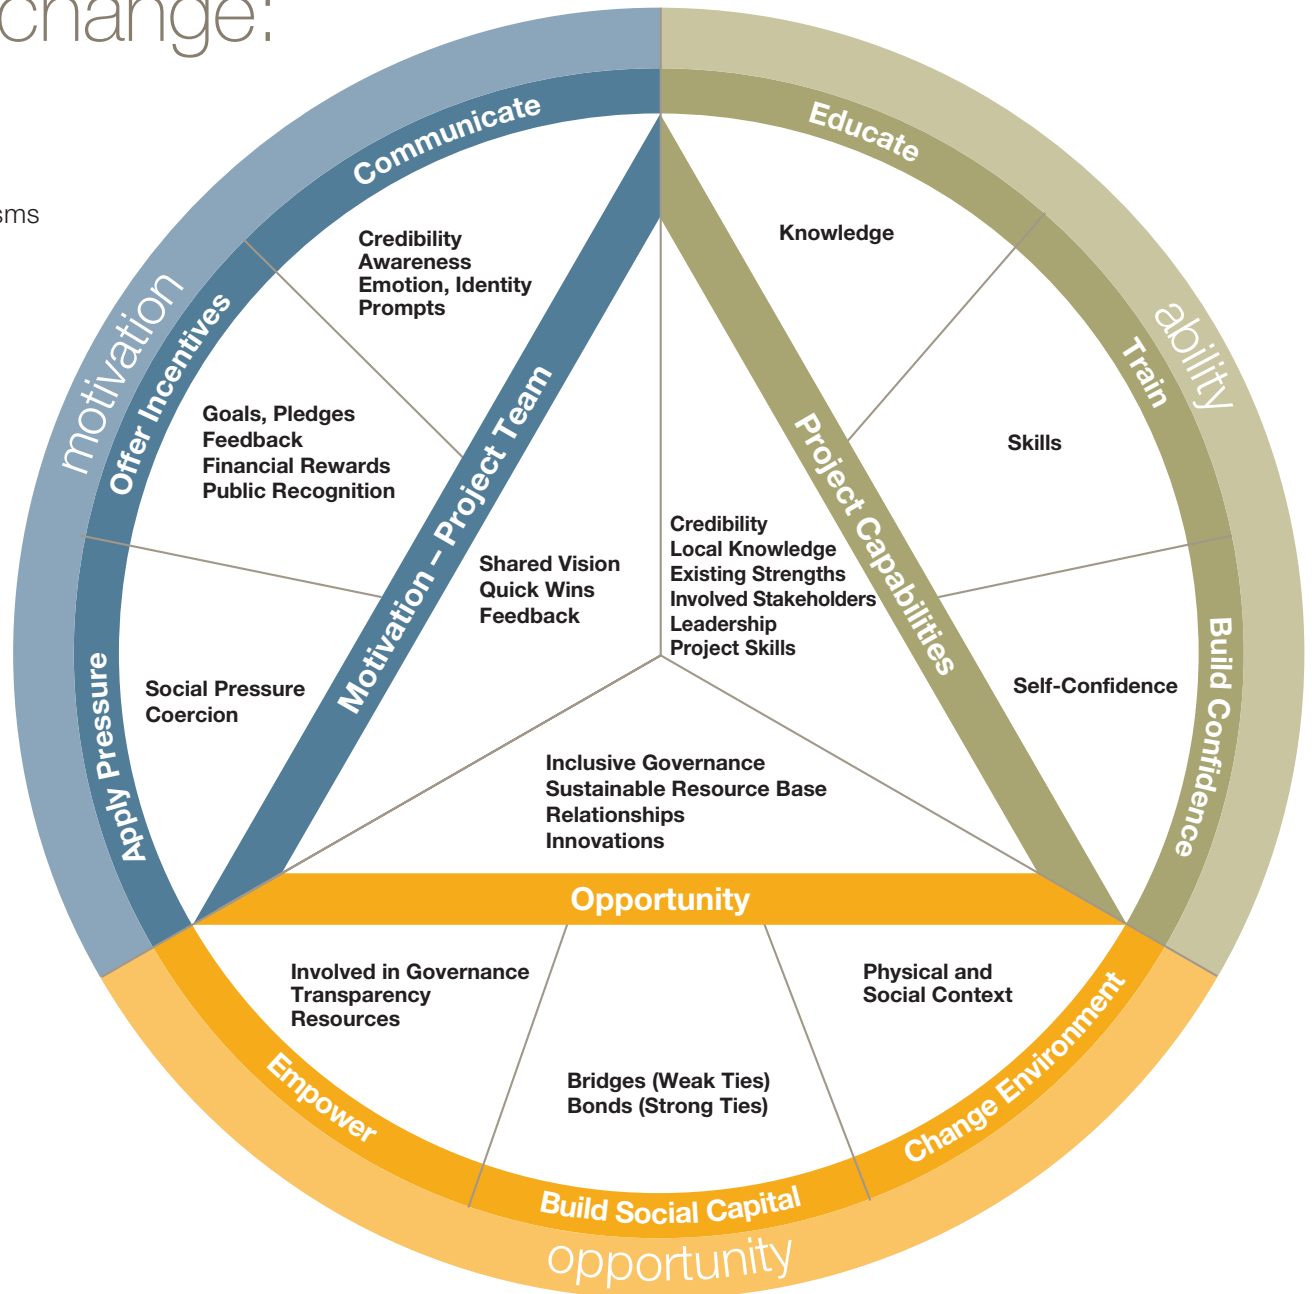 change:
Communicate
Educate
Credibility
Awareness
Emotion, Identity
Prompts
Knowledge
motivation
Offer Incentives
Goals, Pledges
Feedback
Financial Rewards
Public Recognition
ability
Train
Skills
Motivation – Project Team
Project Capabilities
Shared Vision
Quick Wins
Feedback
Credibility
Local Knowledge
Existing Strengths
Involved Stakeholders
Leadership
Project Skills
Apply Pressure
Social Pressure
Coercion
Build Confidence
Self-Confidence
Inclusive Governance
Sustainable Resource Base
Relationships
Innovations
Opportunity
Involved in Governance
Transparency
Resources
Physical and
Social Context
Bridges (Weak Ties)
Bonds (Strong Ties)
Empower
Build Social Capital
Change Environment
opportunity